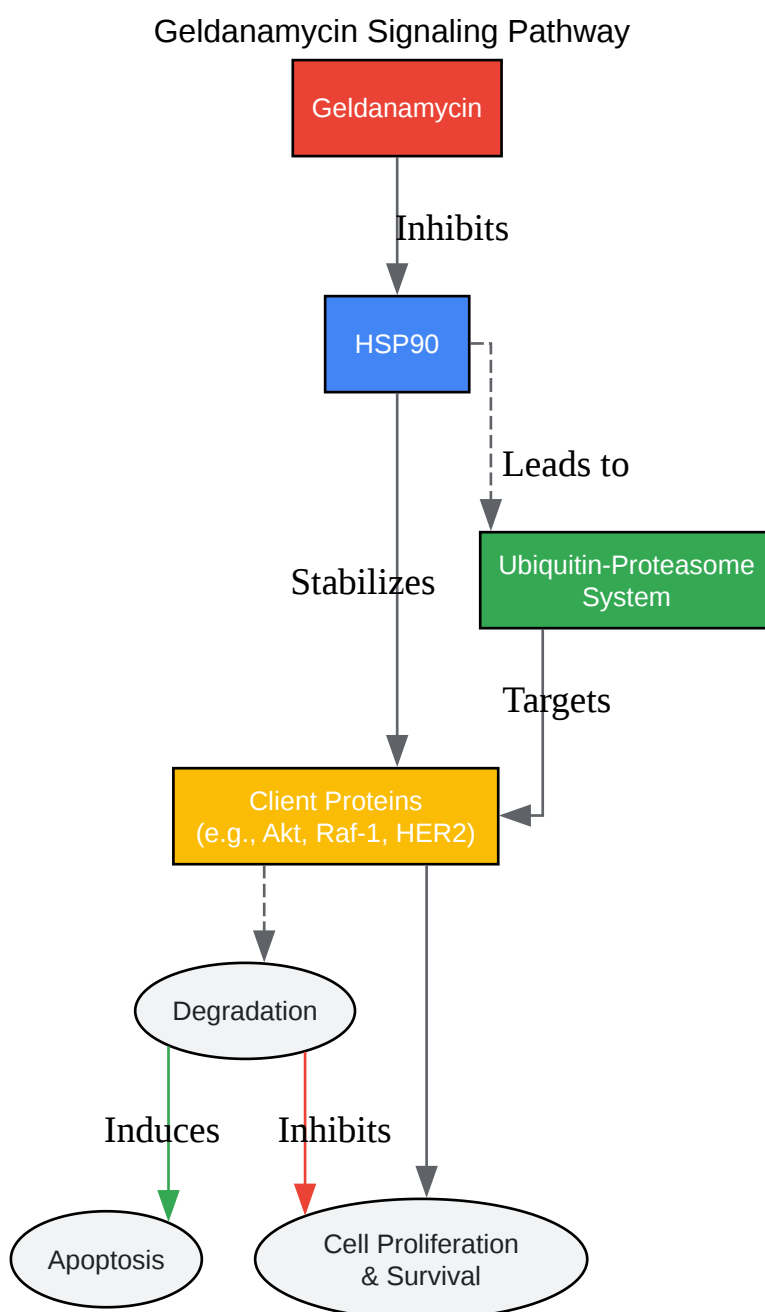 Geldanamycin Signaling Pathway
Geldanamycin
Inhibits
HSP90
Leads to
Ubiquitin-Proteasome
System
Stabilizes
Targets
Client Proteins
(e.g., Akt, Raf-1, HER2)
Degradation
Induces
Inhibits
Apoptosis
Cell Proliferation
& Survival